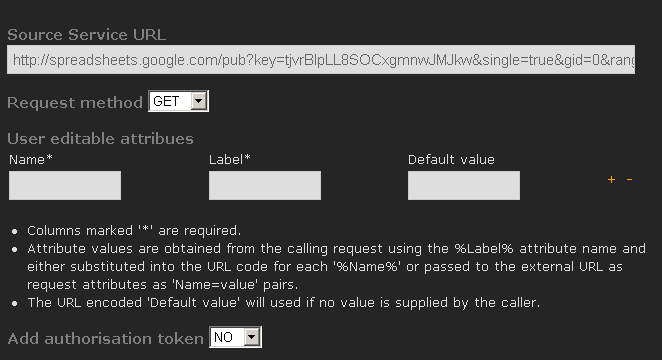 Source Service URL
http://spreadsheets.google.com/pub?key=tjvrBlpLL8SOCxgmnwJMJkw&single=true&gid=0&rang
Request method GET
User editable attribues
Name* Label* Default value
+ -
• Columns marked '*' are required.
• Attribute values are obtained from the calling request using the %Label% attribute name and
either substituted into the URL code for each '%Name%' or passed to the external URL as
request attributes as 'Name=value' pairs.
• The URL encoded 'Default value' will used if no value is supplied by the caller.
Add authorisation token NO